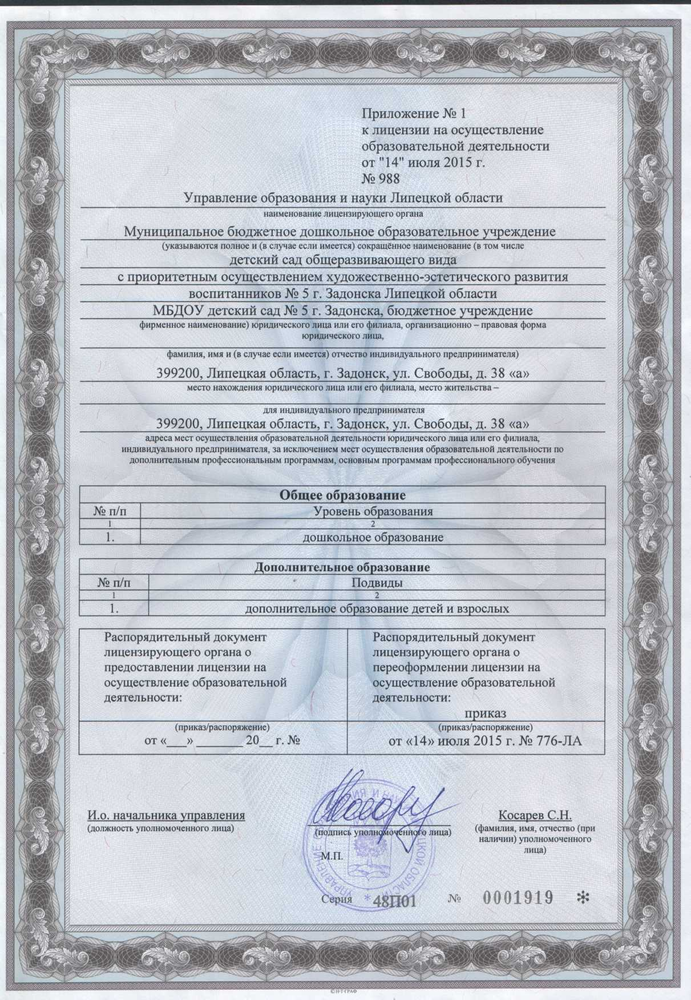 Приложение № 1
к лицензии на осуществление
образовательной деятельности
от "14" июля 2015 г.
№ 988
Управление образования и науки Липецкой области
наименование лицензирующего органа
Муниципальное бюджетное дошкольное образовательное учреждение
(указываются полное и (в случае если имеется) сокращённое наименование (в том числе
детский сад общеразвивающего вида
с приоритетным осуществлением художественно-эстетического развития
воспитанников № 5 г. Задонска Липецкой области
МБДОУ детский сад № 5 г. Задонска, бюджетное учреждение
фирменное наименование) юридического лица или его филиала, организационно – правовая форма
юридического лица,
фамилия, имя и (в случае если имеется) отчество индивидуального предпринимателя)
399200, Липецкая область, г. Задонск, ул. Свободы, д. 38 «а»
место нахождения юридического лица или его филиала, место жительства –
для индивидуального предпринимателя
399200, Липецкая область, г. Задонск, ул. Свободы, д. 38 «а»
адреса мест осуществления образовательной деятельности юридического лица или его филиала,
индивидуального предпринимателя, за исключением мест осуществления образовательной деятельности по
дополнительным профессиональным программам, основным программам профессионального обучения
Общее образование
№ п/п Уровень образования
1 2
1. дошкольное образование
Дополнительное образование
№ п/п Подвиды
1 2
1. дополнительное образование детей и взрослых
Распорядительный документ
лицензирующего органа о
предоставлении лицензии на
осуществление образовательной
деятельности:
(приказ/распоряжение)
от «___» _______ 20__ г. №
Распорядительный документ
лицензирующего органа о
переоформлении лицензии на
осуществление образовательной
деятельности:
приказ
(приказ/распоряжение)
от «14» июля 2015 г. № 776-ЛА
И.о. начальника управления
(должность уполномоченного лица)
(подпись уполномоченного лица)
М.П.
Косарев С.Н.
(фамилия, имя, отчество (при
наличии) уполномоченного
лица)
Серия 48П01 № 0001919 *
© Н-Т-ГРАФ